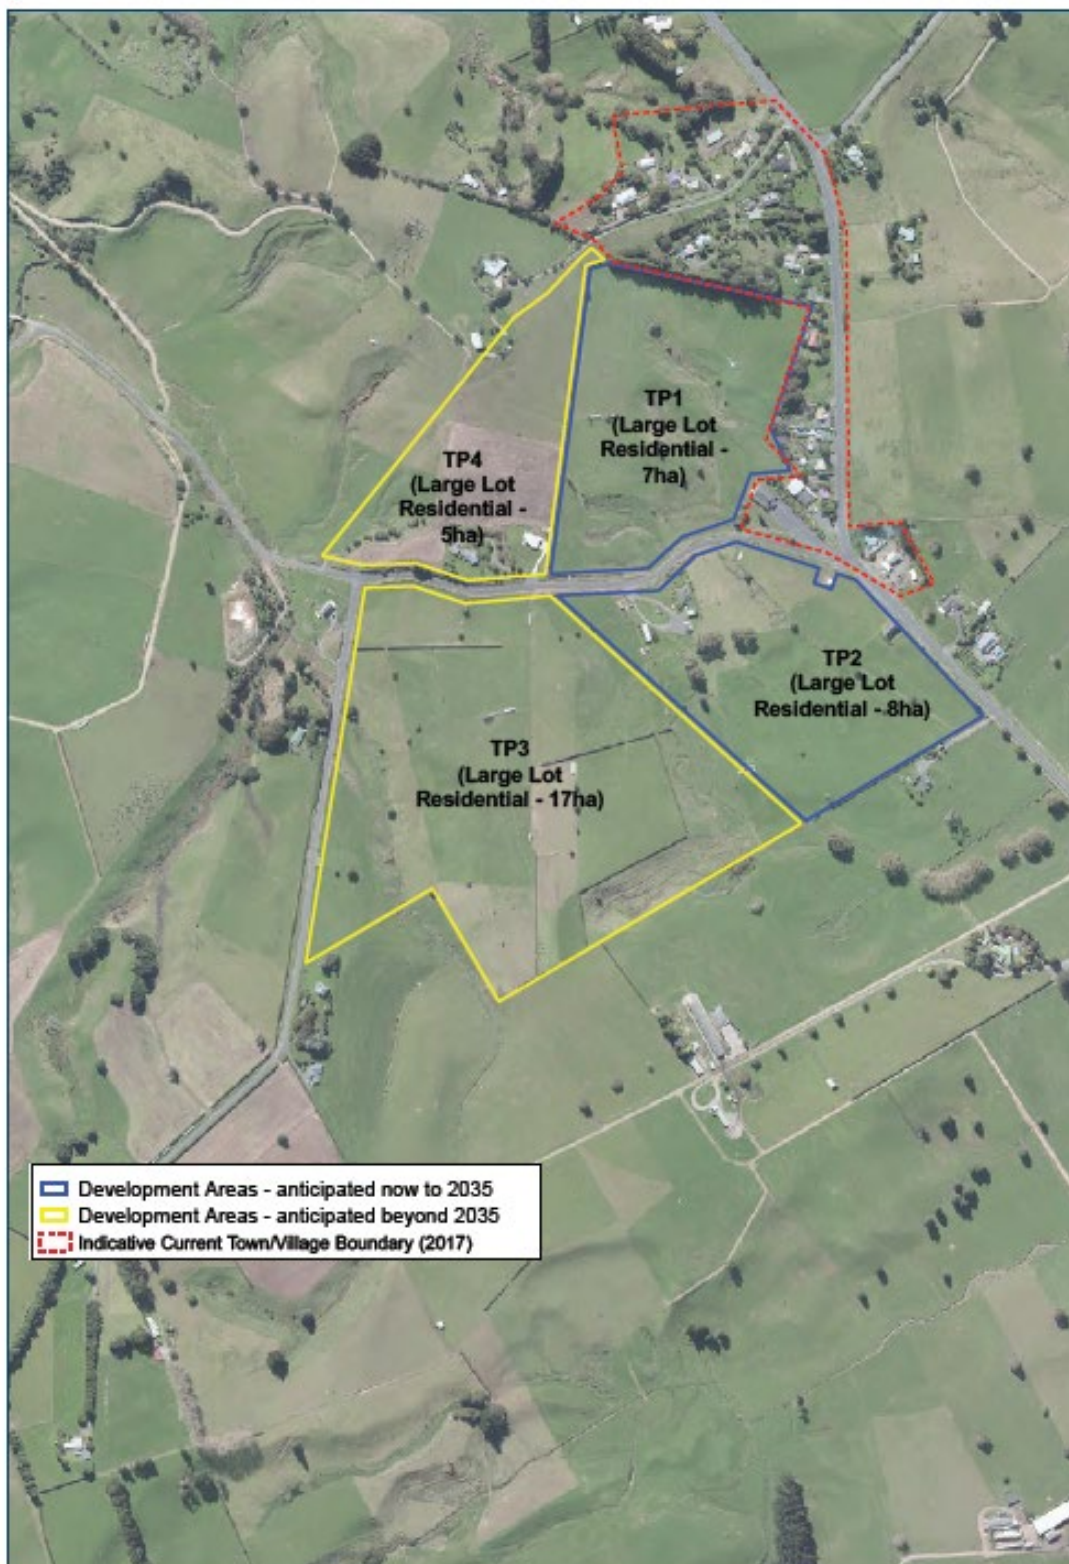 TP1
(Large Lot
Residential -
7ha)
TP4
(Large Lot
Residential -
5ha)
TP2
(Large Lot
Residential - 8ha)
TP3
(Large Lot
Residential - 17ha)
Development Areas - anticipated now to 2035
Development Areas - anticipated beyond 2035
Indicative Current Town/Village Boundary (2017)